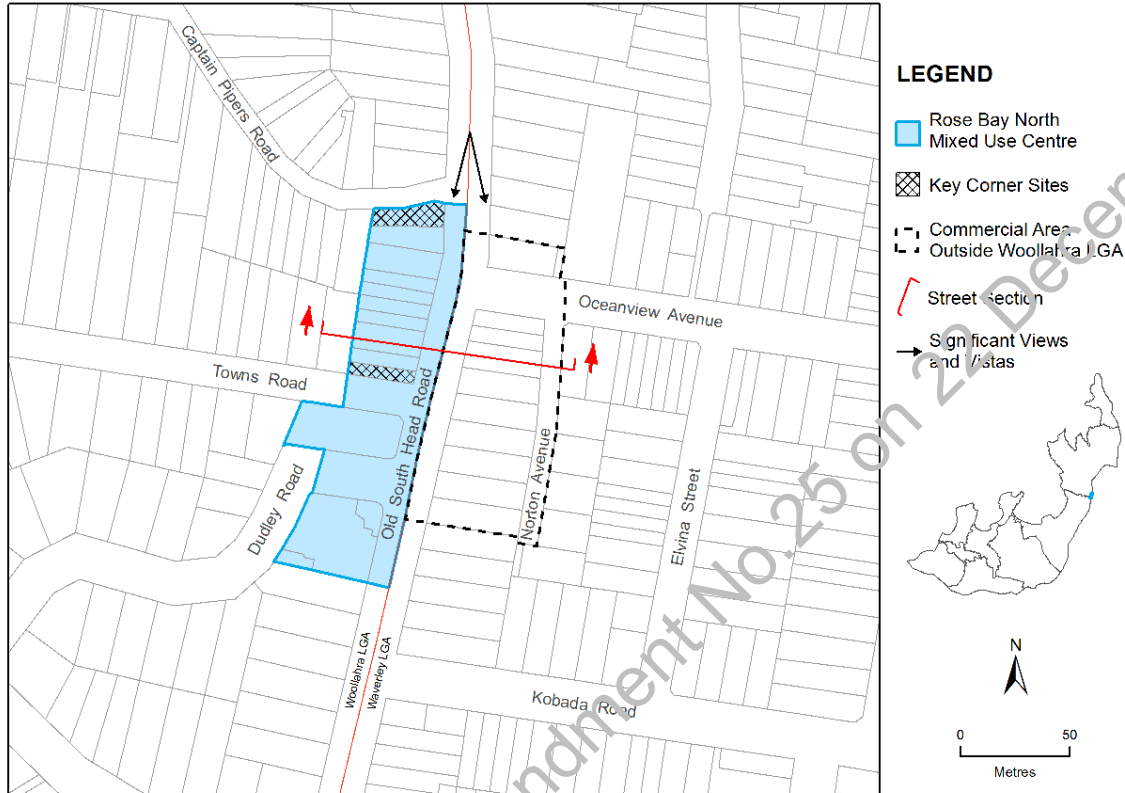 Captain Pipers Road
Towns Road
Dudley Road
Old South Head Road
Oceanview Avenue
Norton Avenue
Elvina Street
Kobada Road
Woollahra LGA
Waverley LGA
LEGEND
Rose Bay North
Mixed Use Centre
Key Corner Sites
Commercial Area
Outside Woollahra LGA
Street Section
Significant Views
and Vistas
N
0 50
Metres
ndment No.25 on 22 Decem